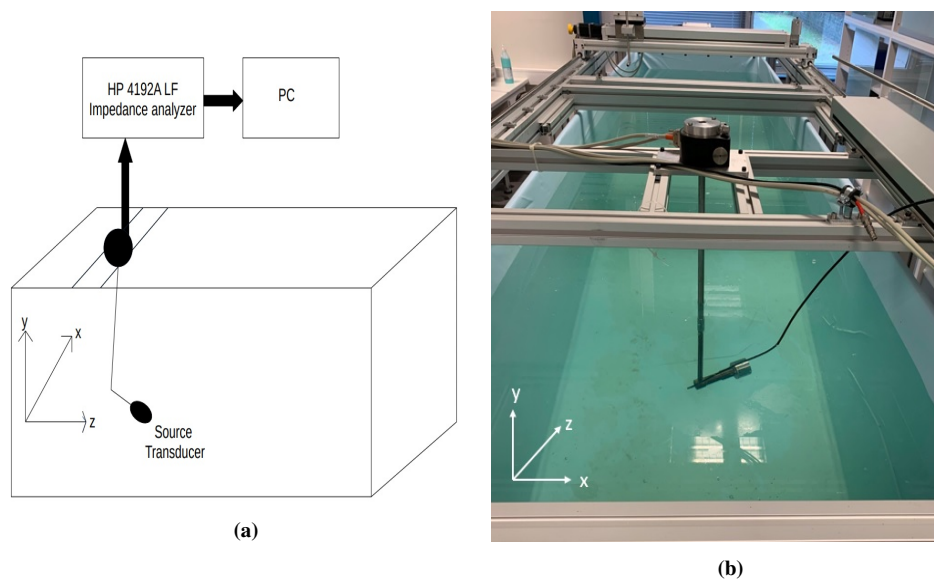 HP 4192A LF
Impedance analyzer
PC
y
x
z
Source
Transducer
(a)
y
z
x
(b)